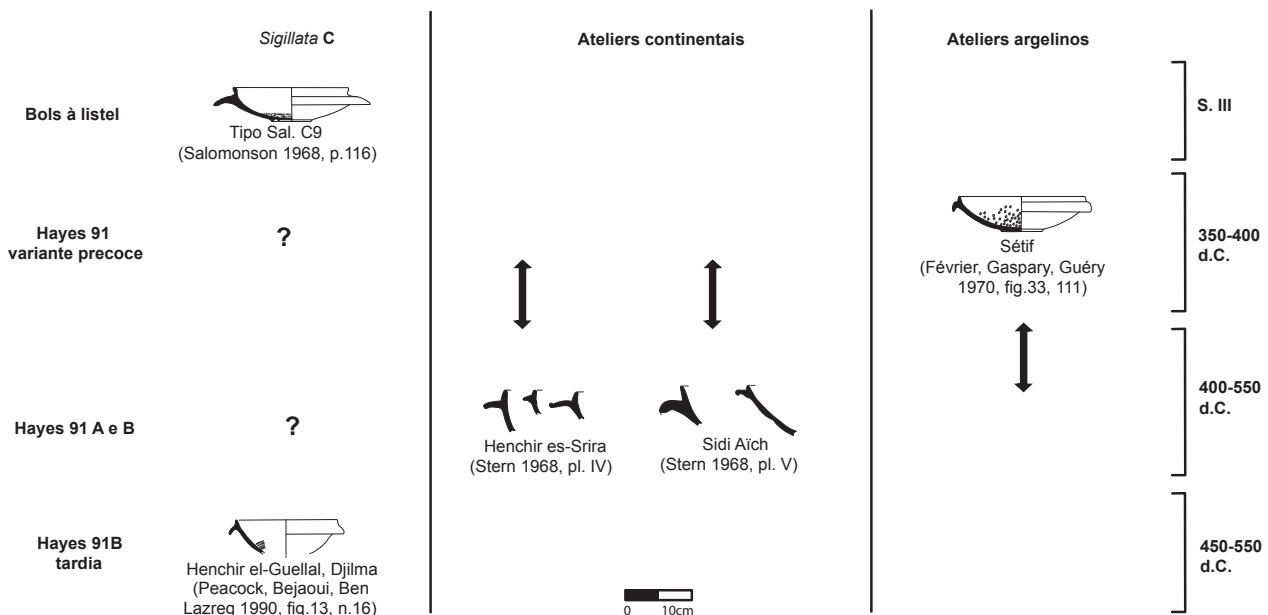 Sigillata C
Ateliers continentais
Ateliers argelinos
Bols à listel
Tipo Sal. C9
(Salomonson 1968, p.116)
S. III
Hayes 91
variante precoce
?
Sétif
(Février, Gaspary, Guéry
1970, fig.33, 111)
350-400
d.C.
Hayes 91 A e B
?
Henchir es-Srira
(Stern 1968, pl. IV)
Sidi Aïch
(Stern 1968, pl. V)
400-550
d.C.
Hayes 91B
tardia
Henchir el-Guellal, Djilma
(Peacock, Bejaoui, Ben
Lazreg 1990, fig.13, n.16)
450-550
d.C.
0 10cm